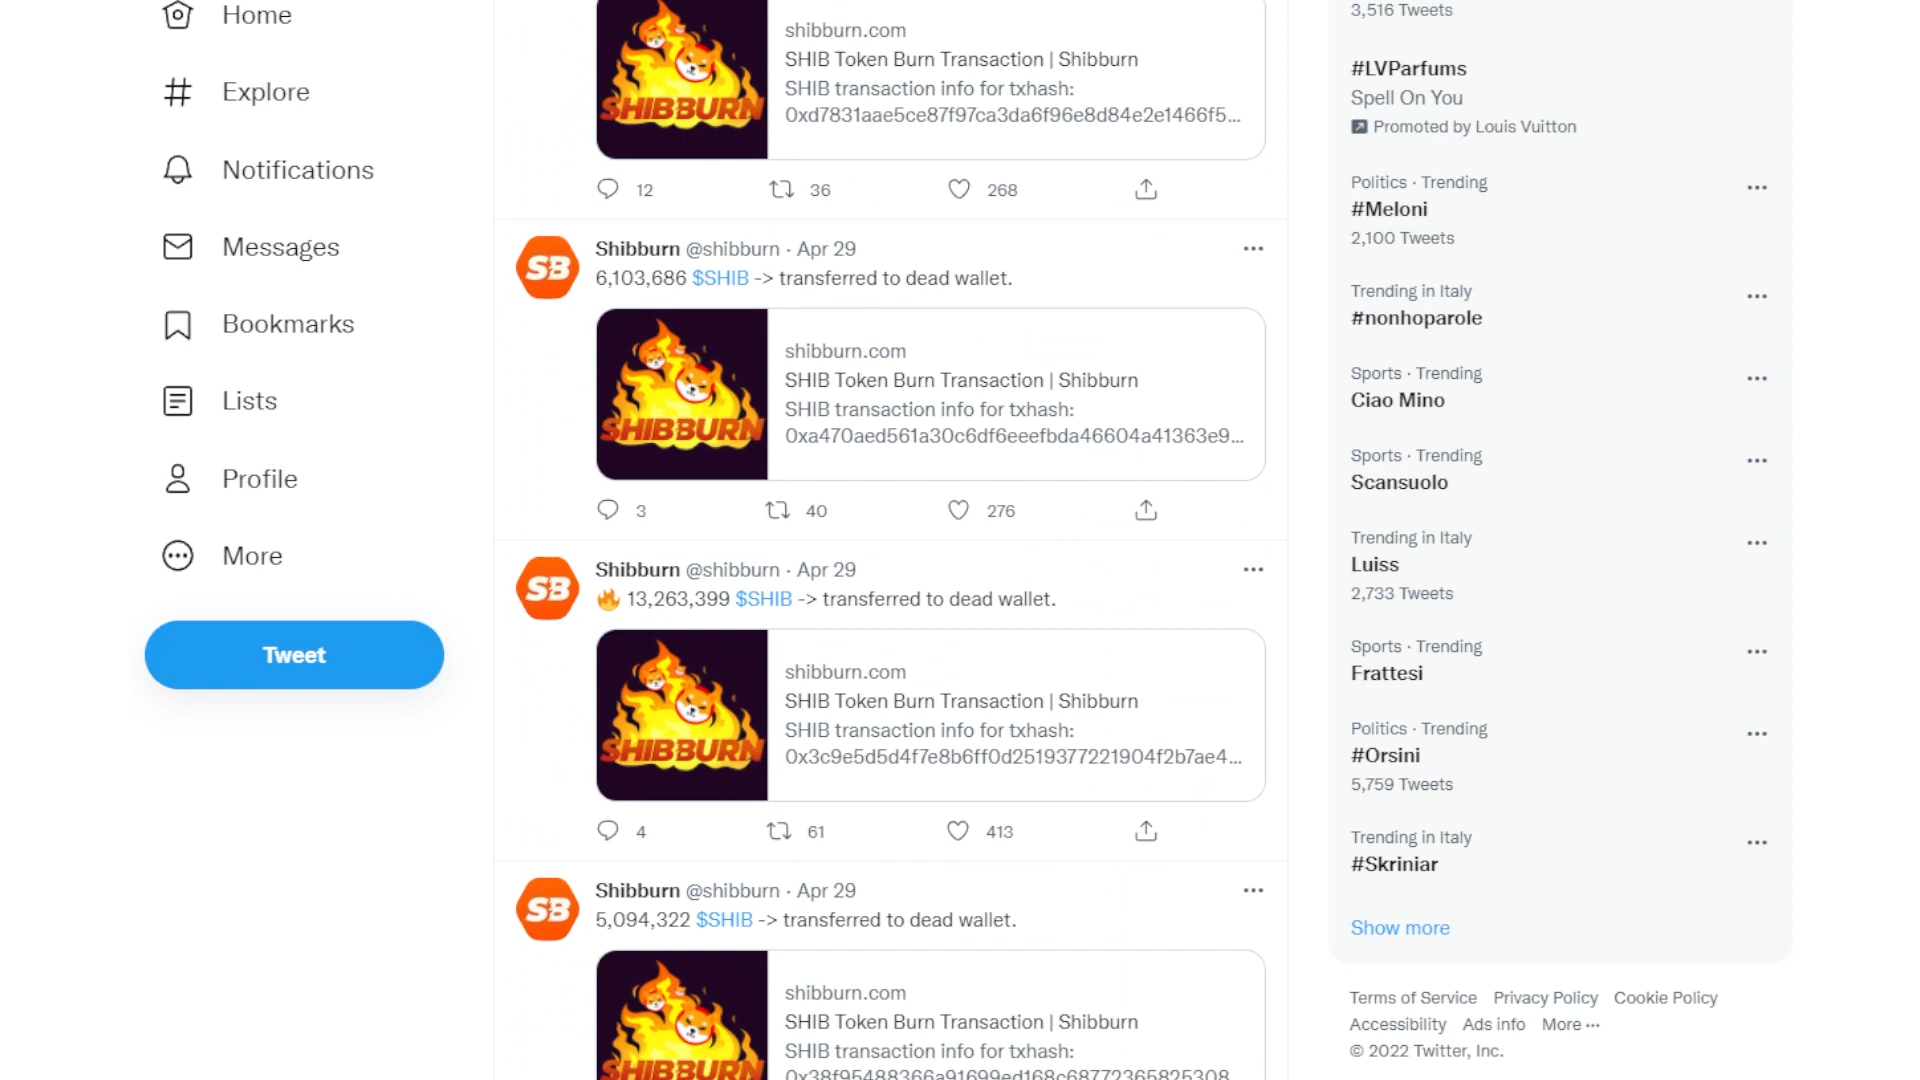 Home
Explore
Notifications
Messages
Bookmarks
Lists
Profile
More
Tweet
SHIBBURN
shibburn.com
SHIB Token Burn Transaction | Shibburn
SHIB transaction info for txhash:
0xd7831aae5ce87f97ca3da6f96e8d84e2e1466f5...
12 36 268
SB
Shibburn @shibburn · Apr 29
6,103,686 $SHIB -> transferred to dead wallet.
SHIBBURN
shibburn.com
SHIB Token Burn Transaction | Shibburn
SHIB transaction info for txhash:
0xa470aed561a30c6df6eeefbda46604a41363e9...
3 40 276
SB
Shibburn @shibburn · Apr 29
🔥 13,263,399 $SHIB -> transferred to dead wallet.
SHIBBURN
shibburn.com
SHIB Token Burn Transaction | Shibburn
SHIB transaction info for txhash:
0x3c9e5d5d4f7e8b6ff0d2519377221904f2b7ae4...
4 61 413
SB
Shibburn @shibburn · Apr 29
5,094,322 $SHIB -> transferred to dead wallet.
SHIBBURN
shibburn.com
SHIB Token Burn Transaction | Shibburn
SHIB transaction info for txhash:
3,516 Tweets
#LVParfums
Spell On You
Promoted by Louis Vuitton
Politics · Trending
#Meloni
2,100 Tweets
Trending in Italy
#nonhoparole
Sports · Trending
Ciao Mino
Sports · Trending
Scansuolo
Trending in Italy
Luiss
2,733 Tweets
Sports · Trending
Frattesi
Politics · Trending
#Orsini
5,759 Tweets
Trending in Italy
#Skriniar
Show more
Terms of Service Privacy Policy Cookie Policy
Accessibility Ads info More ...
© 2022 Twitter, Inc.